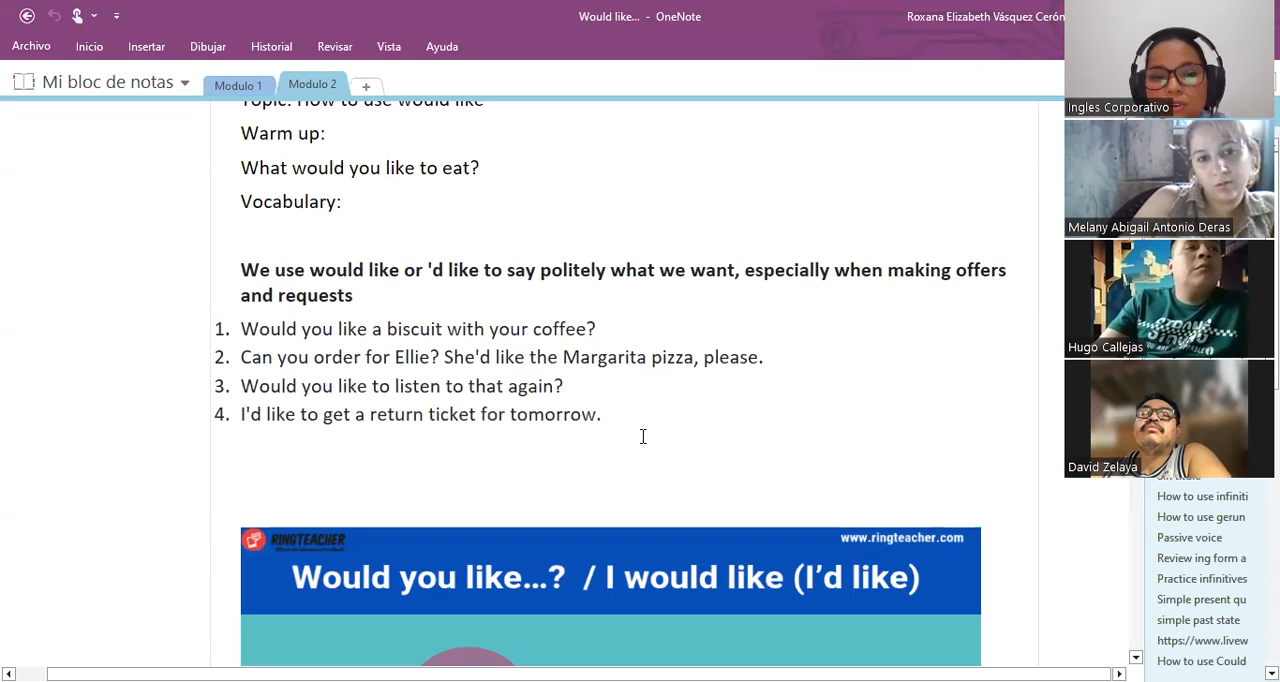 Would like... - OneNote
Roxana Elizabeth Vásquez Cerón
Archivo Inicio Insertar Dibujar Historial Revisar Vista Ayuda
Mi bloc de notas Modulo 1 Modulo 2 +
Topic: How to use would like
Warm up:
What would you like to eat?
Vocabulary:
We use would like or 'd like to say politely what we want, especially when making offers
and requests
1. Would you like a biscuit with your coffee?
2. Can you order for Ellie? She'd like the Margarita pizza, please.
3. Would you like to listen to that again?
4. I'd like to get a return ticket for tomorrow.
RINGTEACHER
www.ringteacher.com
Would you like...? / I would like (I'd like)
Ingles Corporativo
Melany Abigail Antonio Deras
Hugo Callejas
David Zelaya
How to use infiniti
How to use gerun
Passive voice
Review ing form a
Practice infinitives
Simple present qu
simple past state
https://www.livew
How to use Could